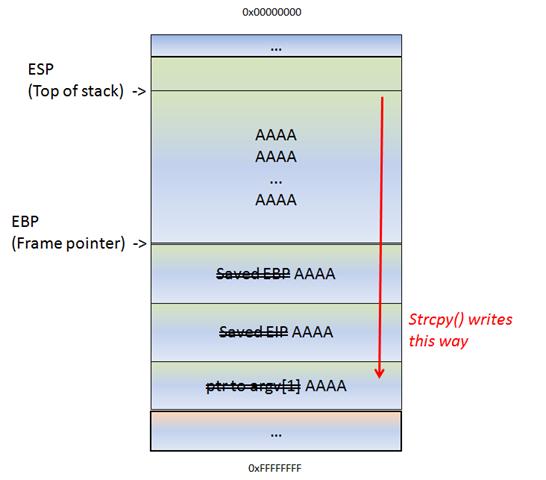 0x00000000
...
ESP
(Top of stack) ->
AAAA
AAAA
...
AAAA
EBP
(Frame pointer) ->
Saved EBP AAAA
Saved EIP AAAA
Strcpy() writes
this way
ptr to argv[1] AAAA
...
0xFFFFFFFF